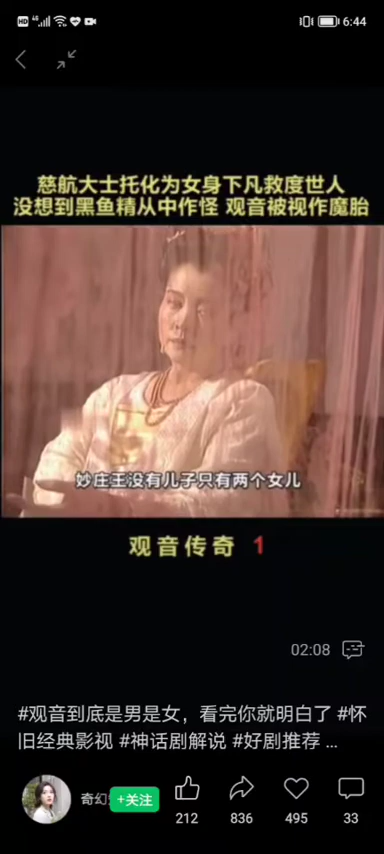 HD 4G 6:44
慈航大士托化为女身下凡救度世人
没想到黑鱼精从中作怪 观音被视作魔胎
妙庄王没有儿子只有两个女儿
观音传奇 1
02:08
#观音到底是男是女，看完你就明白了 #怀
旧经典影视 #神话剧解说 #好剧推荐 ...
奇幻 +关注
212 836 495 33